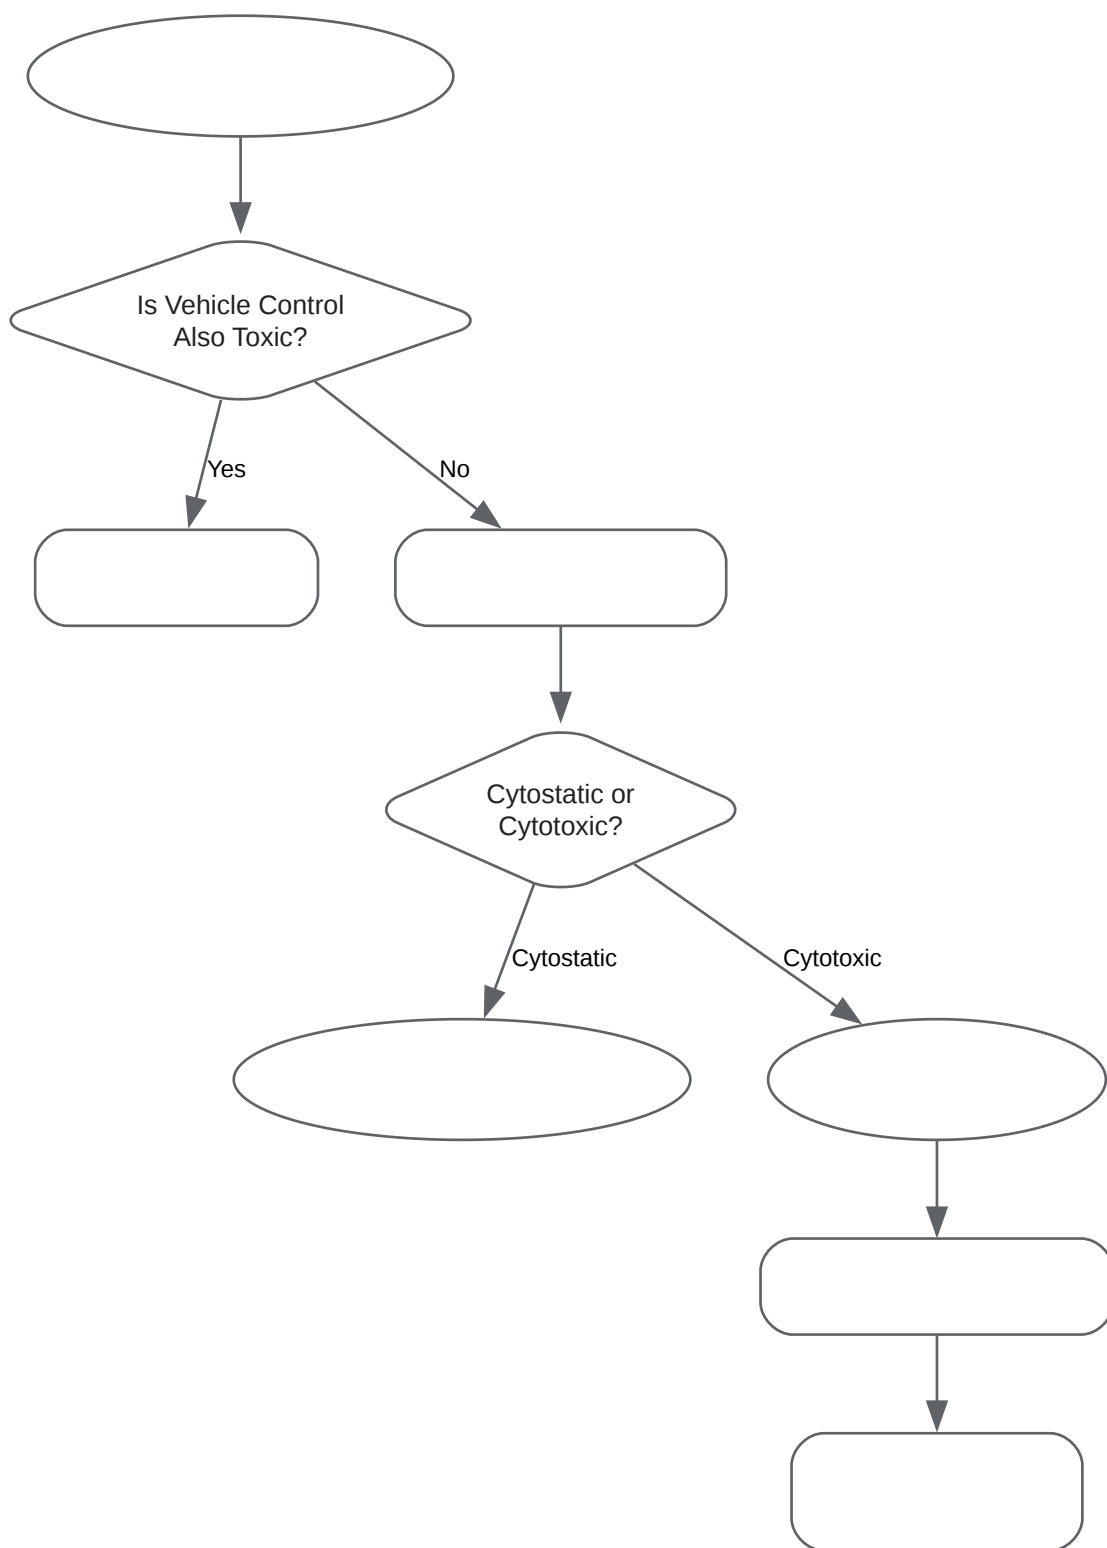 Is Vehicle Control
Also Toxic?
Yes
No
Cytostatic or
Cytotoxic?
Cytostatic
Cytotoxic